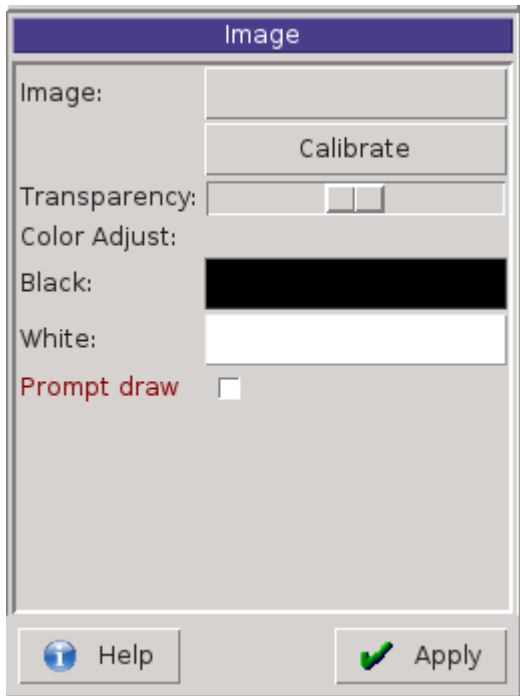 Image
Image:
Calibrate
Transparency:
Color Adjust:
Black:
White:
Prompt draw
Help Apply